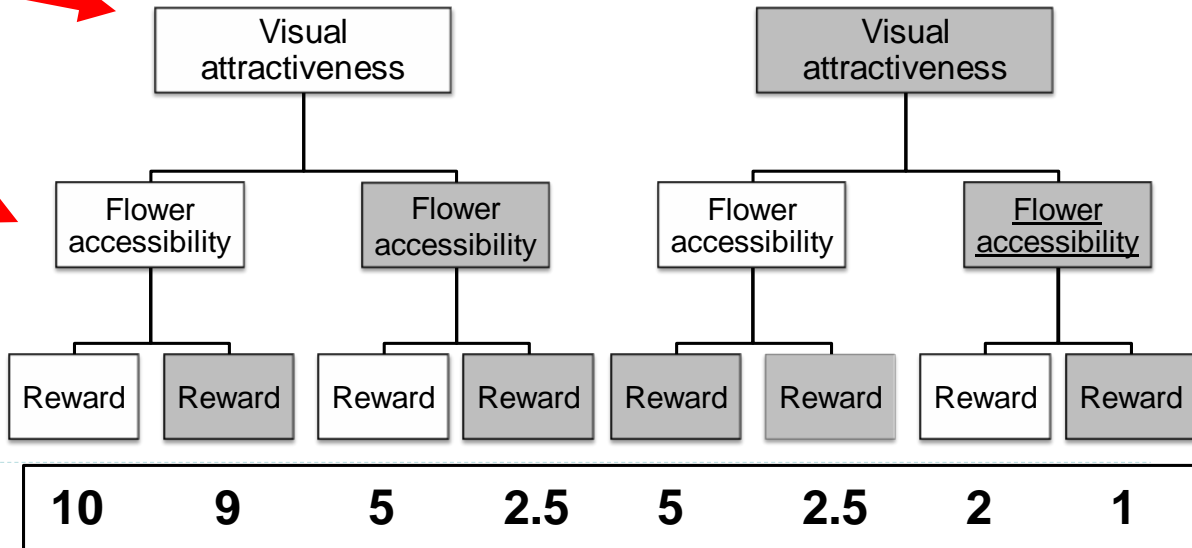 Visual
attractiveness
Visual
attractiveness
Flower
accessibility
Flower
accessibility
Flower
accessibility
Flower
accessibility
Reward
Reward
Reward
Reward
Reward
Reward
Reward
Reward
10 9 5 2.5 5 2.5 2 1